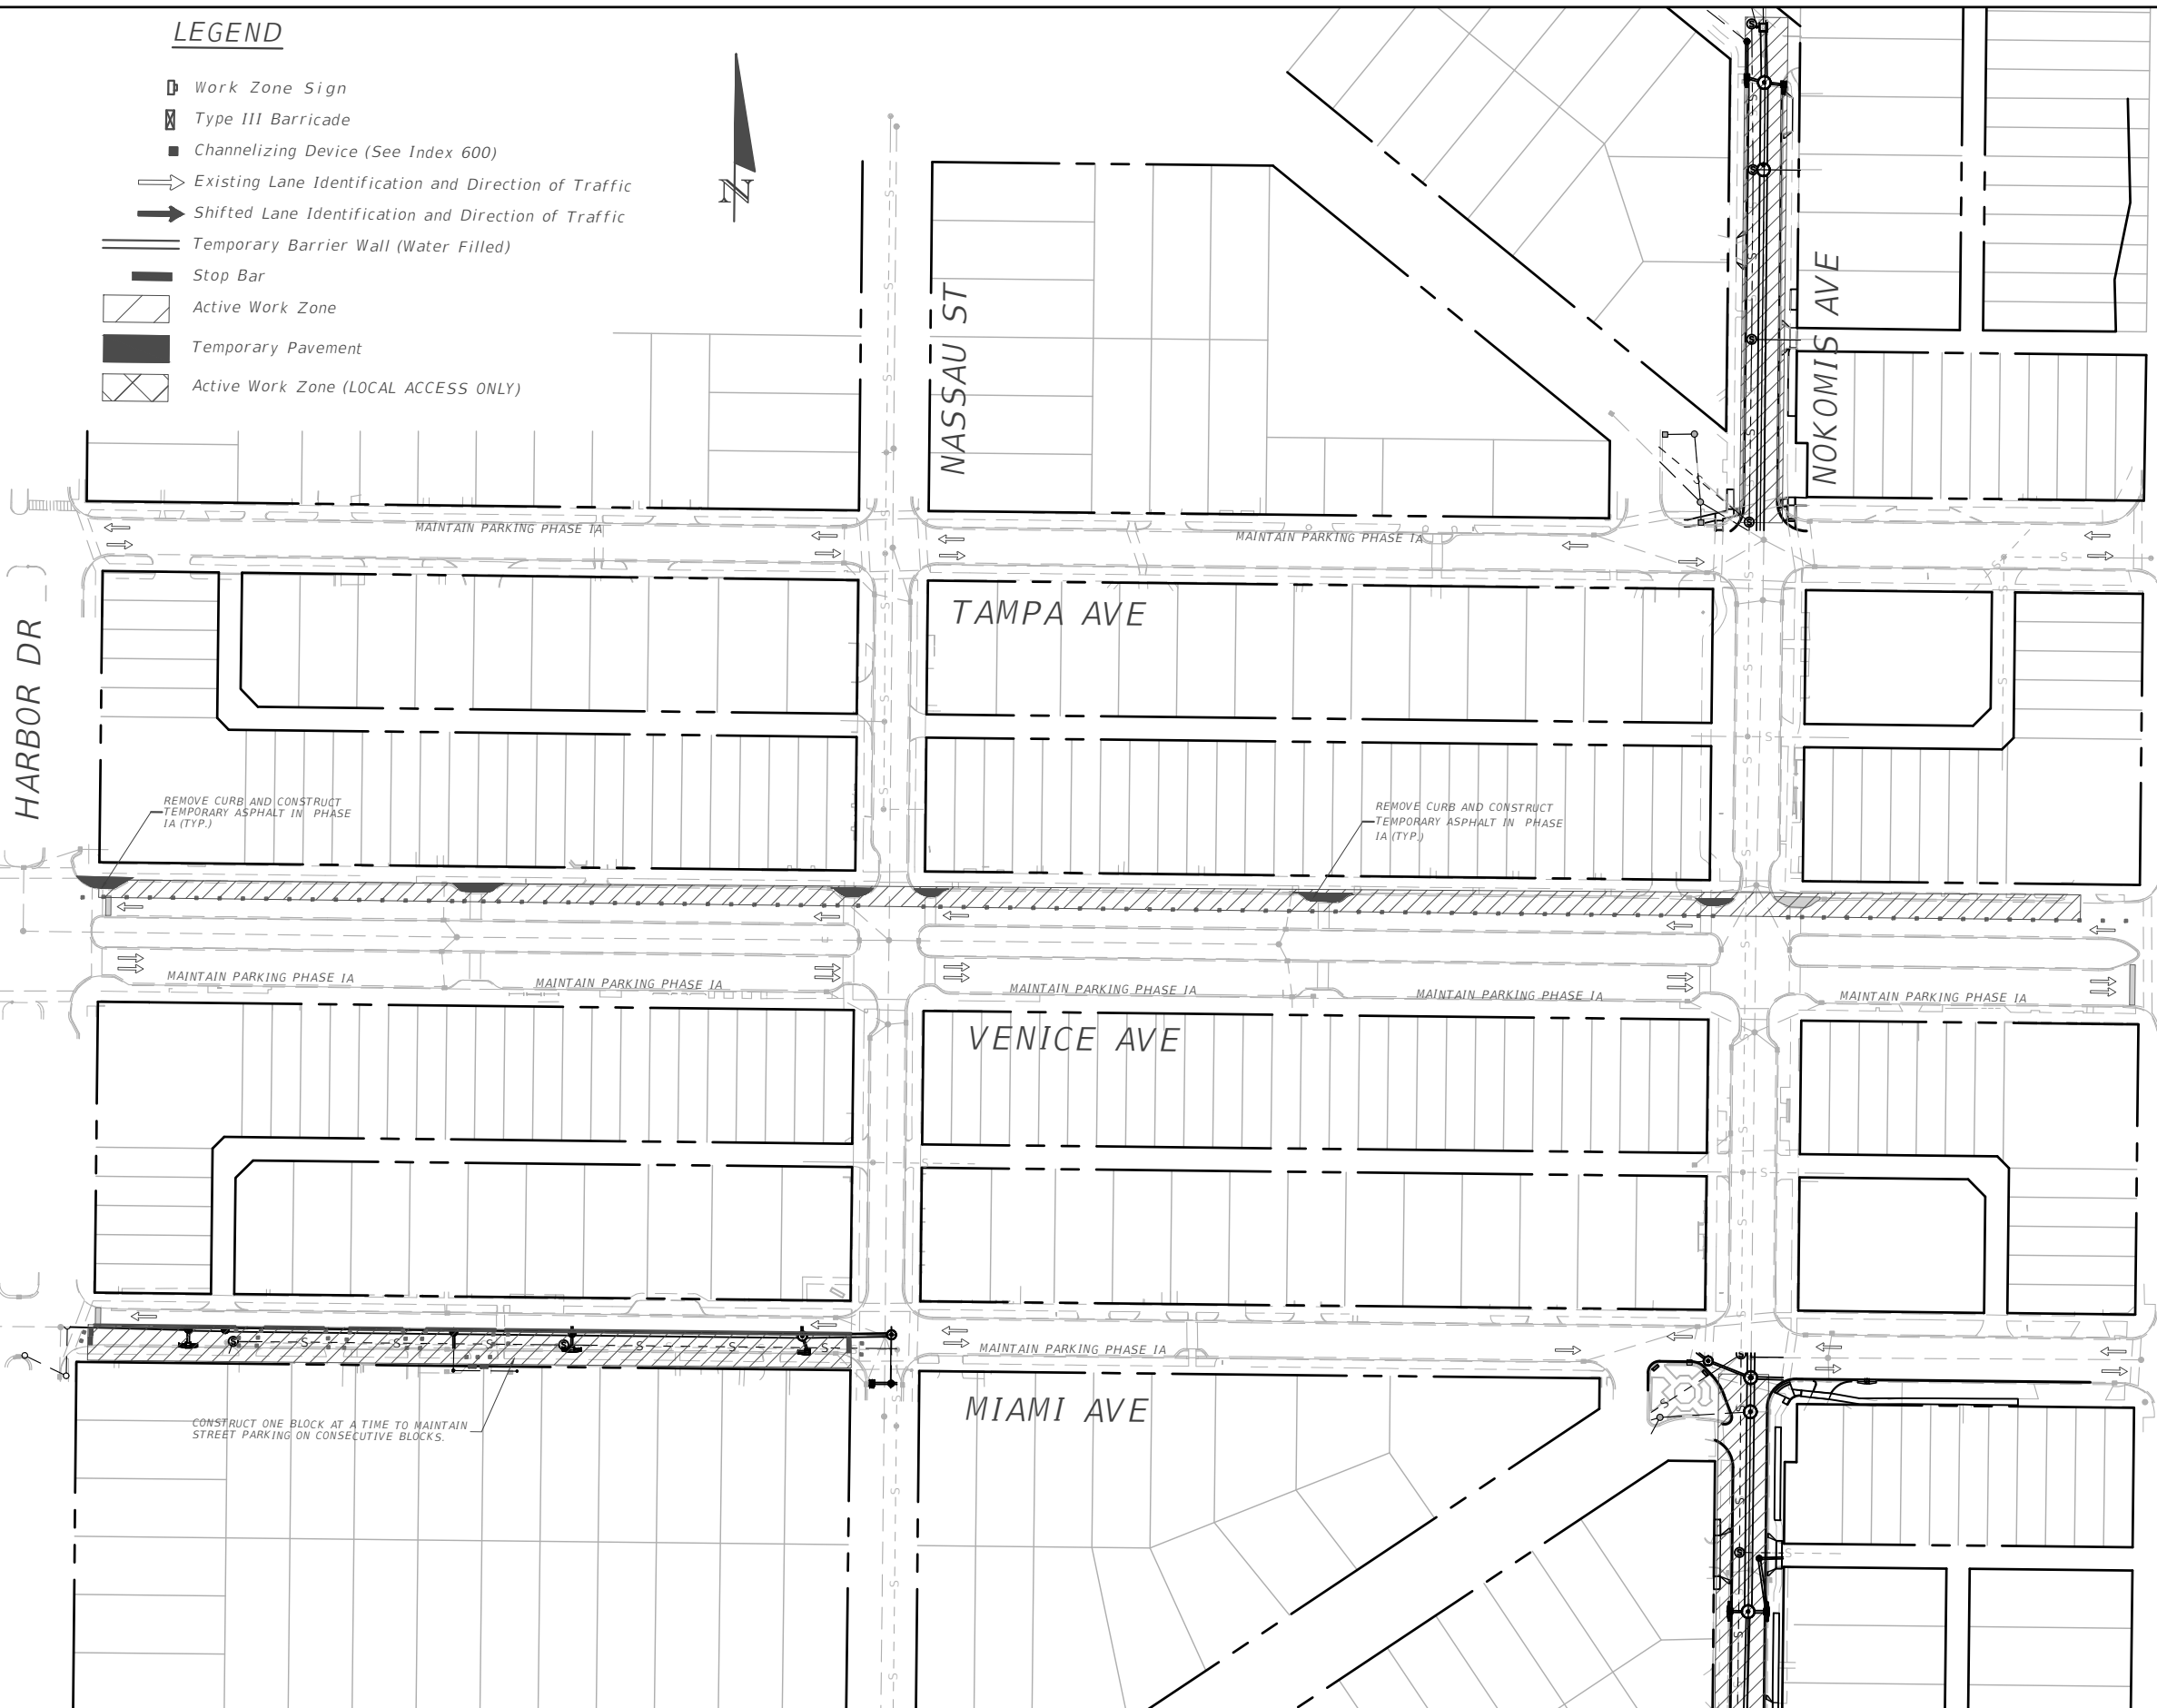 LEGEND
Work Zone Sign
Type III Barricade
Channelizing Device (See Index 600)
Existing Lane Identification and Direction of Traffic
Shifted Lane Identification and Direction of Traffic
Temporary Barrier Wall (Water Filled)
Stop Bar
Active Work Zone
Temporary Pavement
Active Work Zone (LOCAL ACCESS ONLY)
N
NASSAU ST
NOKOMIS AVE
MAINTAIN PARKING PHASE IA
MAINTAIN PARKING PHASE IA
TAMPA AVE
HARBOR DR
REMOVE CURB AND CONSTRUCT
TEMPORARY ASPHALT IN PHASE
IA (TYP.)
REMOVE CURB AND CONSTRUCT
TEMPORARY ASPHALT IN PHASE
IA (TYP.)
MAINTAIN PARKING PHASE IA
MAINTAIN PARKING PHASE IA
MAINTAIN PARKING PHASE IA
MAINTAIN PARKING PHASE IA
MAINTAIN PARKING PHASE IA
VENICE AVE
MAINTAIN PARKING PHASE IA
MIAMI AVE
CONSTRUCT ONE BLOCK AT A TIME TO MAINTAIN
STREET PARKING ON CONSECUTIVE BLOCKS.